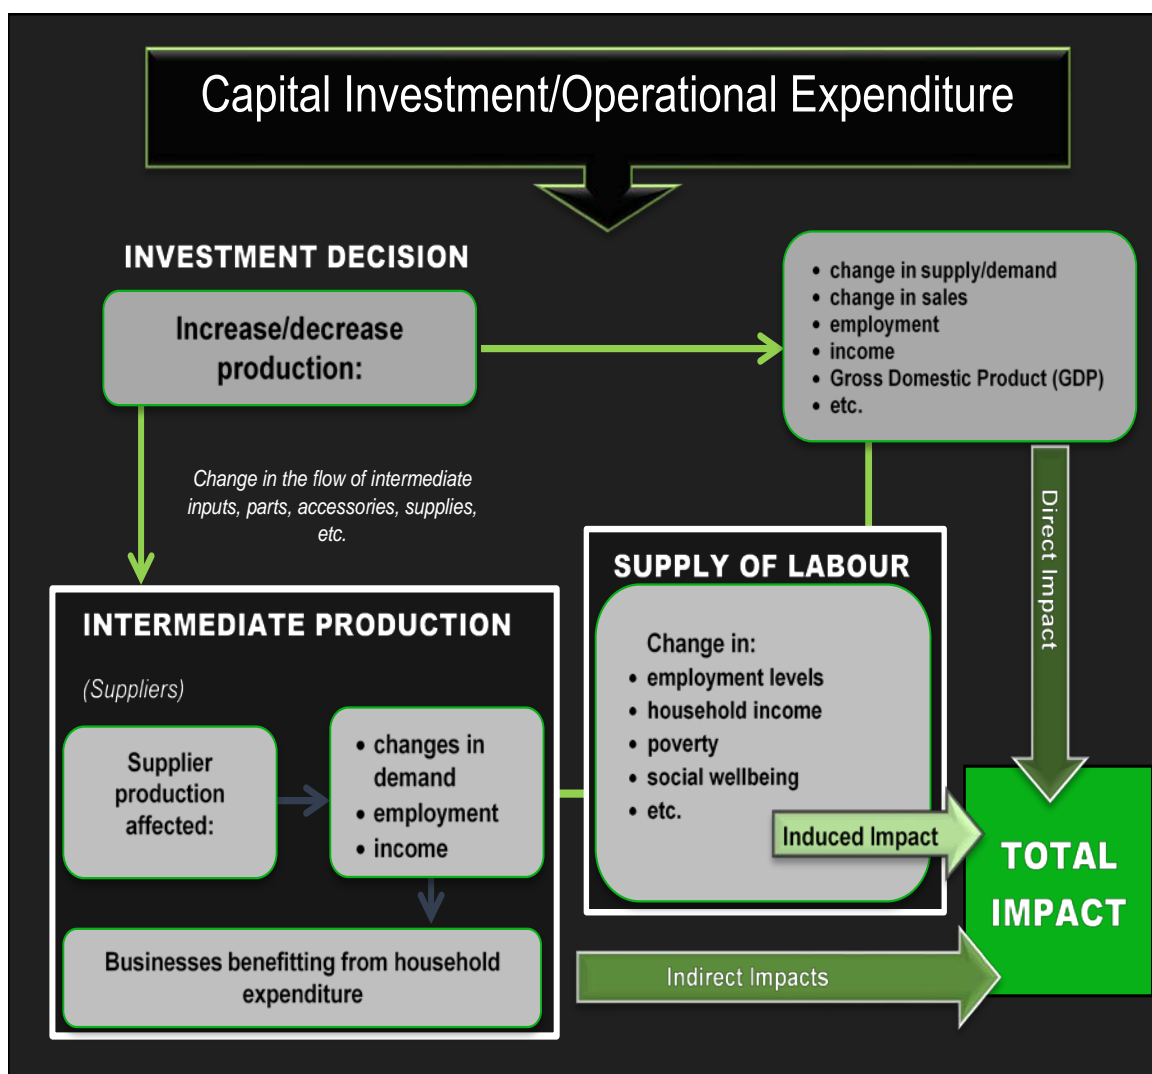 Capital Investment/Operational Expenditure
INVESTMENT DECISION
Increase/decrease
production:
• change in supply/demand
• change in sales
• employment
• income
• Gross Domestic Product (GDP)
• etc.
Change in the flow of intermediate
inputs, parts, accessories, supplies,
etc.
Direct Impact
SUPPLY OF LABOUR
Change in:
• employment levels
• household income
• poverty
• social wellbeing
• etc.
INTERMEDIATE PRODUCTION
(Suppliers)
Supplier
production
affected:
• changes in
demand
• employment
• income
Businesses benefitting from household
expenditure
Induced Impact
Indirect Impacts
TOTAL
IMPACT